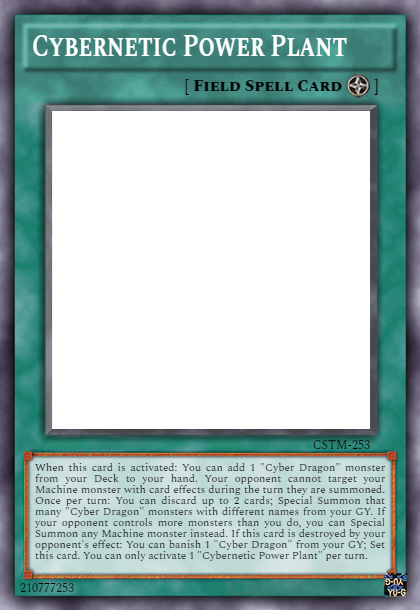 CYBERNETIC POWER PLANT
[ FIELD SPELL CARD ]
CSTM-253
When this card is activated: You can add 1 "Cyber Dragon" monster
from your Deck to your hand. Your opponent cannot target your
Machine monster with card effects during the turn they are summoned.
Once per turn: You can discard up to 2 cards; Special Summon that
many "Cyber Dragon" monsters with different names from your GY. If
your opponent controls more monsters than you do, you can Special
Summon any Machine monster instead. If this card is destroyed by your
opponent's effect: You can banish 1 "Cyber Dragon" from your GY; Set
this card. You can only activate 1 "Cybernetic Power Plant" per turn.
210777253